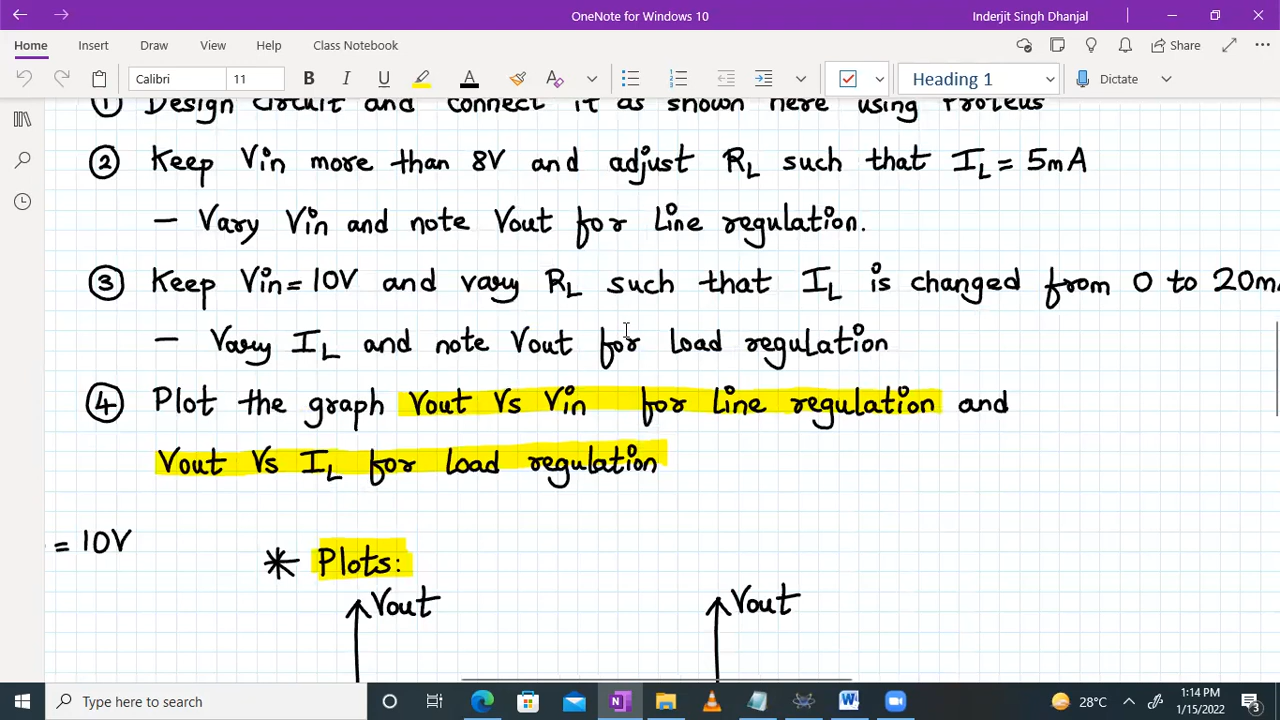 OneNote for Windows 10
Inderjit Singh Dhanjal
Home Insert Draw View Help Class Notebook
Share
Calibri 11 B I U A
Heading 1
Dictate
① Design Circuit and connect it as shown here using Proteus
② Keep Vin more than 8V and adjust RL such that IL = 5mA
- Vary Vin and note Vout for Line regulation.
③ Keep Vin = 10V and vary RL such that IL is changed from 0 to 20m
- Vary IL and note Vout for load regulation
④ Plot the graph Vout Vs Vin for Line regulation and
Vout Vs IL for load regulation
= 10V
* Plots:
Vout
Vout
Type here to search
28°C
1:14 PM
1/15/2022